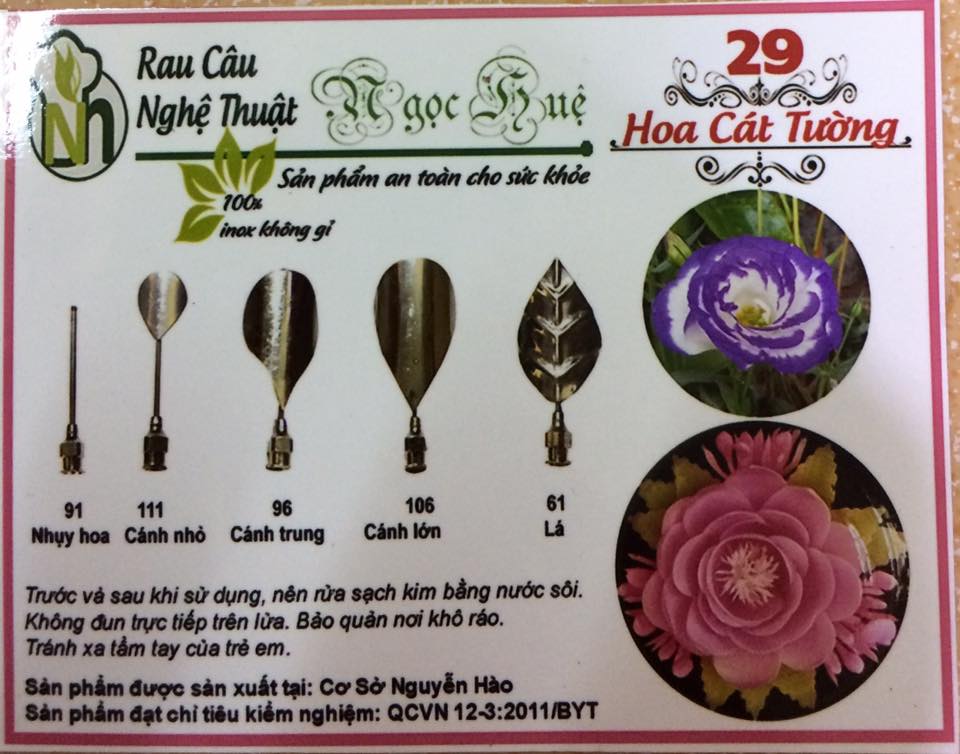 Nh
Rau Câu
Nghệ Thuật Ngọc Huệ
Sản phẩm an toàn cho sức khỏe
100%
inox không gỉ
29
Hoa Cát Tường
91 111 96 106 61
Nhụy hoa Cánh nhỏ Cánh trung Cánh lớn Lá
Trước và sau khi sử dụng, nên rửa sạch kim bằng nước sôi.
Không đun trực tiếp trên lửa. Bảo quản nơi khô ráo.
Tránh xa tầm tay của trẻ em.
Sản phẩm được sản xuất tại: Cơ Sở Nguyễn Hào
Sản phẩm đạt chỉ tiêu kiểm nghiệm: QCVN 12-3:2011/BYT